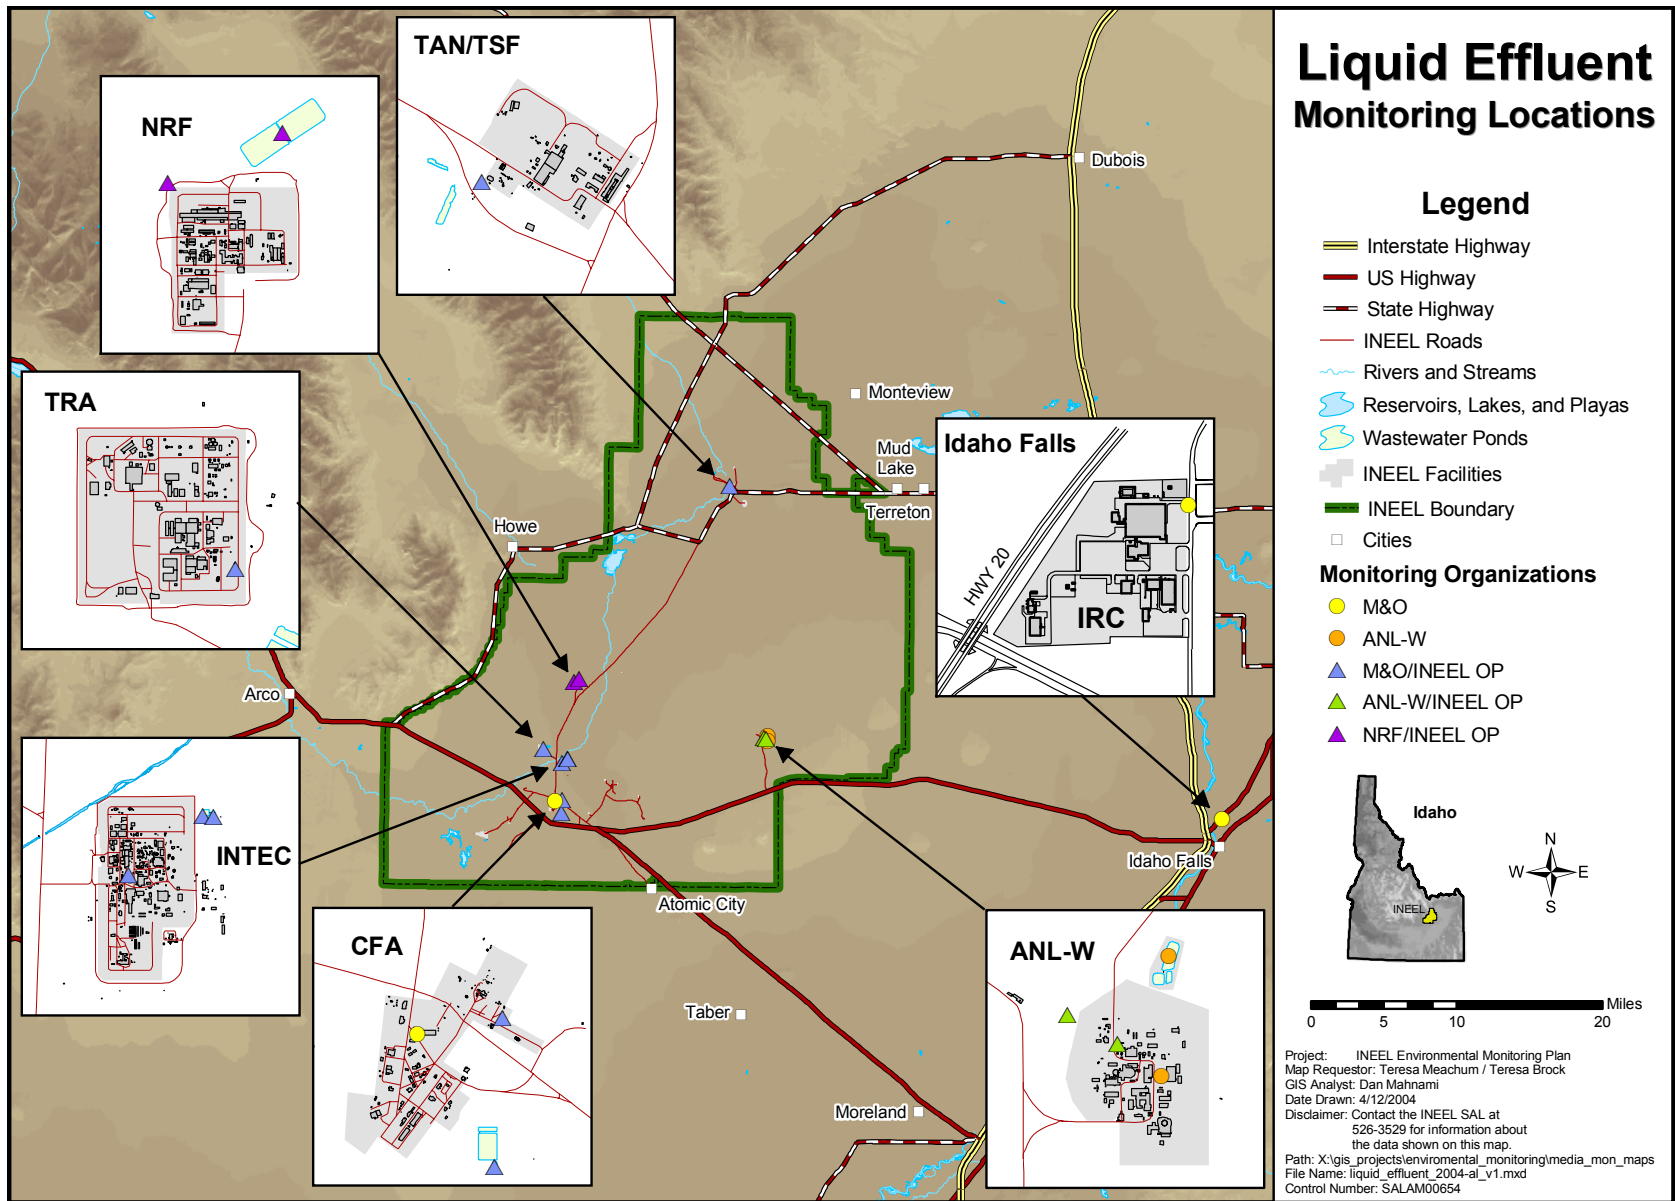 Liquid Effluent
Monitoring Locations
Legend
Interstate Highway
US Highway
State Highway
INEEL Roads
Rivers and Streams
Reservoirs, Lakes, and Playas
Wastewater Ponds
INEEL Facilities
INEEL Boundary
Cities
Monitoring Organizations
M&O
ANL-W
M&O/INEEL OP
ANL-W/INEEL OP
NRF/INEEL OP
Idaho
INEEL
N
W
E
S
Miles
0
5
10
20
Project: INEEL Environmental Monitoring Plan
Map Requestor: Teresa Meachum / Teresa Brock
GIS Analyst: Dan Mahnami
Date Drawn: 4/12/2004
Disclaimer: Contact the INEEL SAL at
526-3529 for information about
the data shown on this map.
Path: X:\gis_projects\enviromental_monitoring\media_mon_maps
File Name: liquid_effluent_2004-al_v1.mxd
Control Number: SALAM00654
TAN/TSF
NRF
TRA
INTEC
CFA
ANL-W
Idaho Falls
HWY 20
IRC
Dubois
Monteview
Mud
Lake
Terreton
Howe
Arco
Idaho Falls
Atomic City
Taber
Moreland